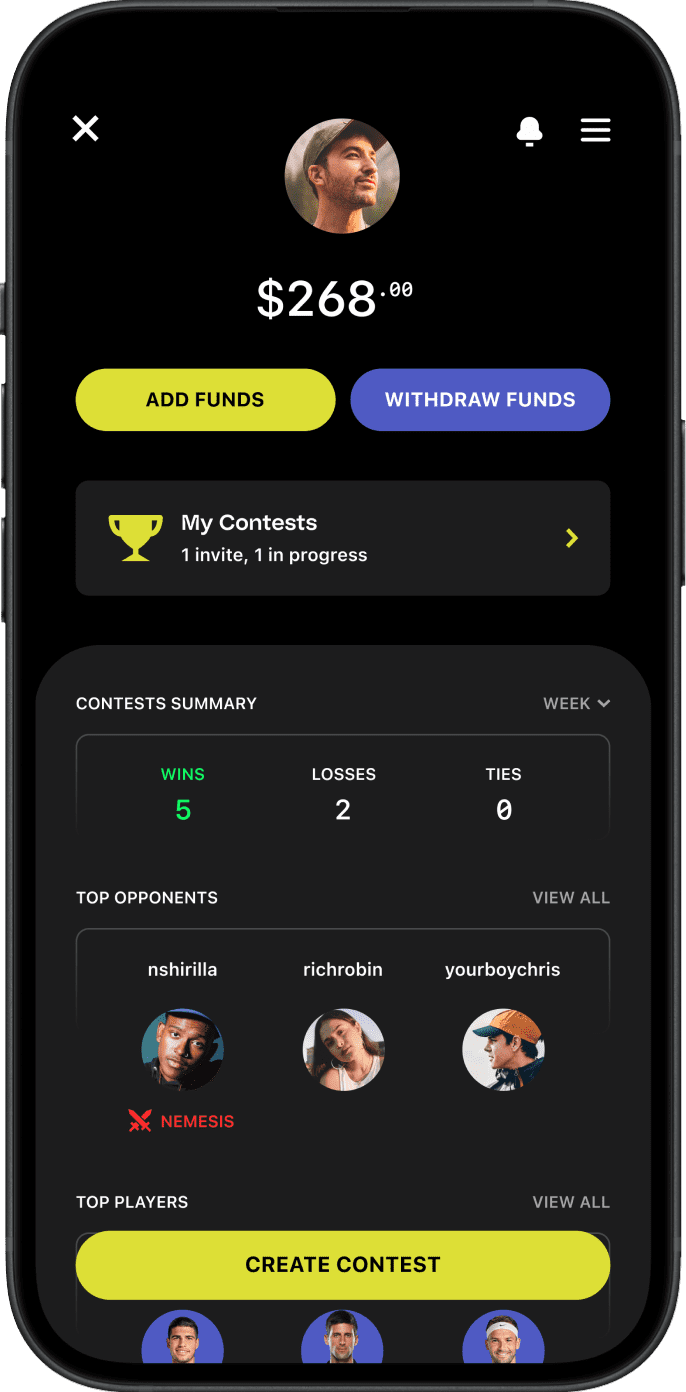 $268.00
ADD FUNDS
WITHDRAW FUNDS
My Contests
1 invite, 1 in progress
CONTESTS SUMMARY
WEEK
WINS
LOSSES
TIES
5
2
0
TOP OPPONENTS
VIEW ALL
nshirilla
richrobin
yourboychris
NEMESIS
TOP PLAYERS
VIEW ALL
CREATE CONTEST